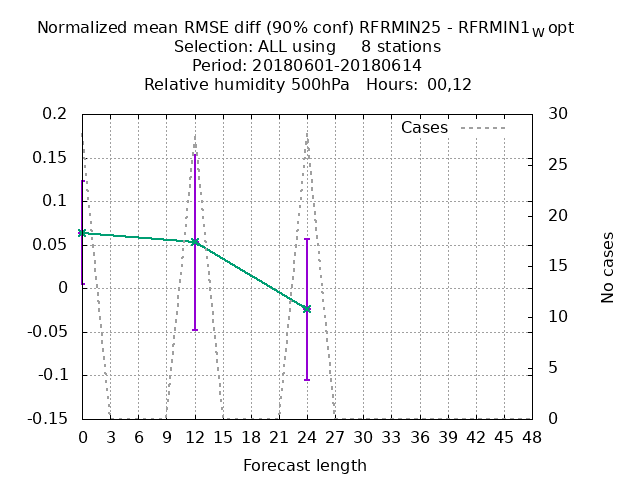 Normalized mean RMSE diff (90% conf) RFRMIN25 - RFRMIN1w opt
Selection: ALL using 8 stations
Period: 20180601-20180614
Relative humidity 500hPa Hours: 00,12
Cases
0.2
0.15
0.1
0.05
0
-0.05
-0.1
-0.15
30
25
20
15
10
5
0
No cases
0 3 6 9 12 15 18 21 24 27 30 33 36 39 42 45 48
Forecast length